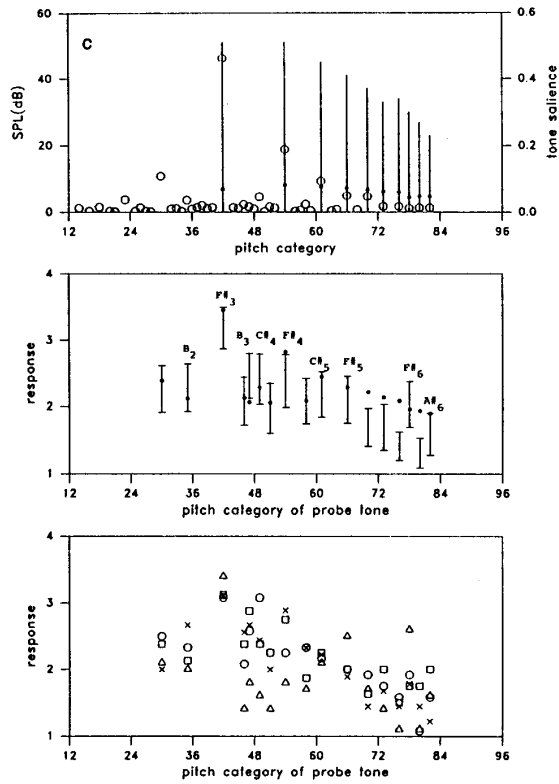 C
60
40
20
0
SPL(dB)
0.6
0.4
0.2
0.0
tone salience
12 24 36 48 60 72 84 96
pitch category
4
3
2
1
response
F#3
B2
B3
C#4
F#4
C#5
F#5
F#6
A#6
12 24 36 48 60 72 84 96
pitch category of probe tone
4
3
2
1
response
12 24 36 48 60 72 84 96
pitch category of probe tone